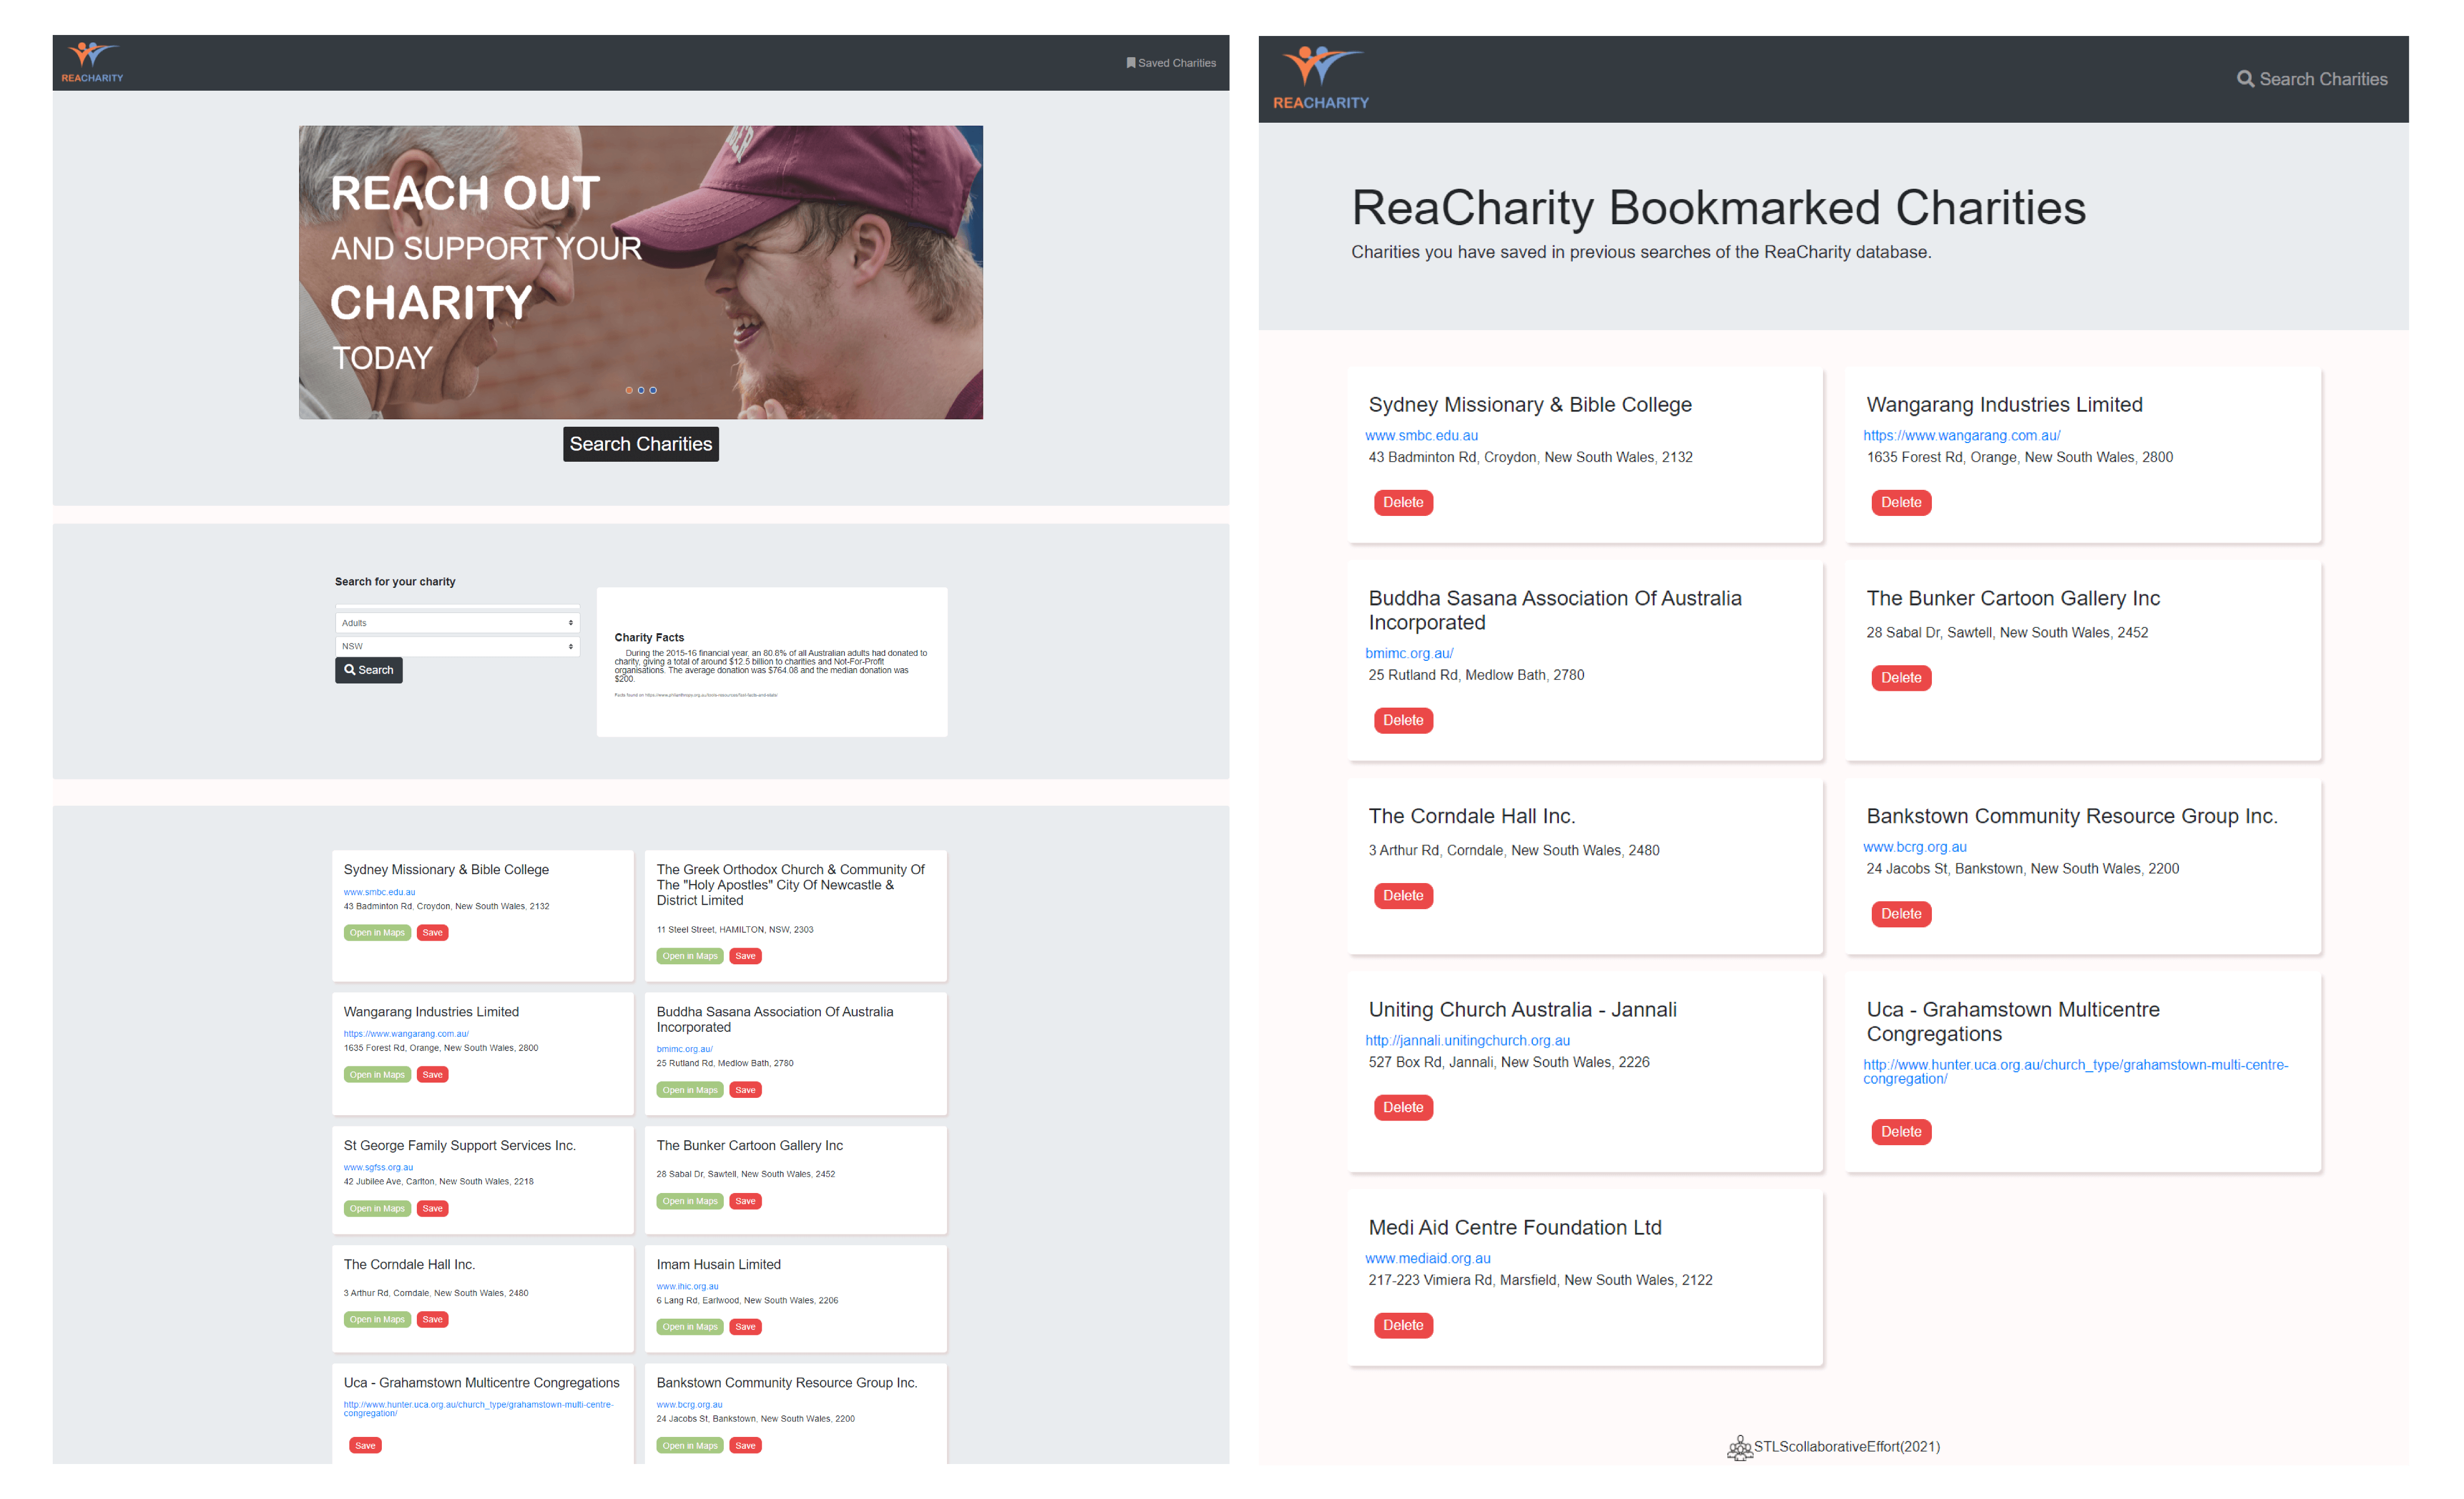 REACHARITY
Saved Charities
REACH OUT
AND SUPPORT YOUR
CHARITY
TODAY
Search Charities
Search for your charity
Adults
NSW
Search
Charity Facts
During the 2015-16 financial year, an 80.8% of all Australian adults had donated to
charity, giving a total of around $12.5 billion to charities and Not-For-Profit
organisations. The average donation was $764.08 and the median donation was
$200.
Sydney Missionary & Bible College
www.smbc.edu.au
43 Badminton Rd, Croydon, New South Wales, 2132
Open in Maps Save
The Greek Orthodox Church & Community Of
The "Holy Apostles" City Of Newcastle &
District Limited
11 Steel Street, HAMILTON, NSW, 2303
Open in Maps Save
Wangarang Industries Limited
https://www.wangarang.com.au/
1635 Forest Rd, Orange, New South Wales, 2800
Open in Maps Save
Buddha Sasana Association Of Australia
Incorporated
bmimc.org.au/
25 Rutland Rd, Medlow Bath, 2780
Open in Maps Save
St George Family Support Services Inc.
www.sgfss.org.au
42 Jubilee Ave, Carlton, New South Wales, 2218
Open in Maps Save
The Bunker Cartoon Gallery Inc
28 Sabal Dr, Sawtell, New South Wales, 2452
Open in Maps Save
The Corndale Hall Inc.
3 Arthur Rd, Corndale, New South Wales, 2480
Open in Maps Save
Imam Husain Limited
www.ihic.org.au
6 Lang Rd, Earlwood, New South Wales, 2206
Open in Maps Save
Uca - Grahamstown Multicentre Congregations
http://www.hunter.uca.org.au/church_type/grahamstown-multi-centre-
congregation/
Save
Bankstown Community Resource Group Inc.
www.bcrg.org.au
24 Jacobs St, Bankstown, New South Wales, 2200
Open in Maps Save
REACHARITY
Search Charities
ReaCharity Bookmarked Charities
Charities you have saved in previous searches of the ReaCharity database.
Sydney Missionary & Bible College
www.smbc.edu.au
43 Badminton Rd, Croydon, New South Wales, 2132
Delete
Wangarang Industries Limited
https://www.wangarang.com.au/
1635 Forest Rd, Orange, New South Wales, 2800
Delete
Buddha Sasana Association Of Australia
Incorporated
bmimc.org.au/
25 Rutland Rd, Medlow Bath, 2780
Delete
The Bunker Cartoon Gallery Inc
28 Sabal Dr, Sawtell, New South Wales, 2452
Delete
The Corndale Hall Inc.
3 Arthur Rd, Corndale, New South Wales, 2480
Delete
Bankstown Community Resource Group Inc.
www.bcrg.org.au
24 Jacobs St, Bankstown, New South Wales, 2200
Delete
Uniting Church Australia - Jannali
http://jannali.unitingchurch.org.au
527 Box Rd, Jannali, New South Wales, 2226
Delete
Uca - Grahamstown Multicentre
Congregations
http://www.hunter.uca.org.au/church_type/grahamstown-multi-centre-
congregation/
Delete
Medi Aid Centre Foundation Ltd
www.mediaid.org.au
217-223 Vimiera Rd, Marsfield, New South Wales, 2122
Delete
STLScollaborativeEffort(2021)